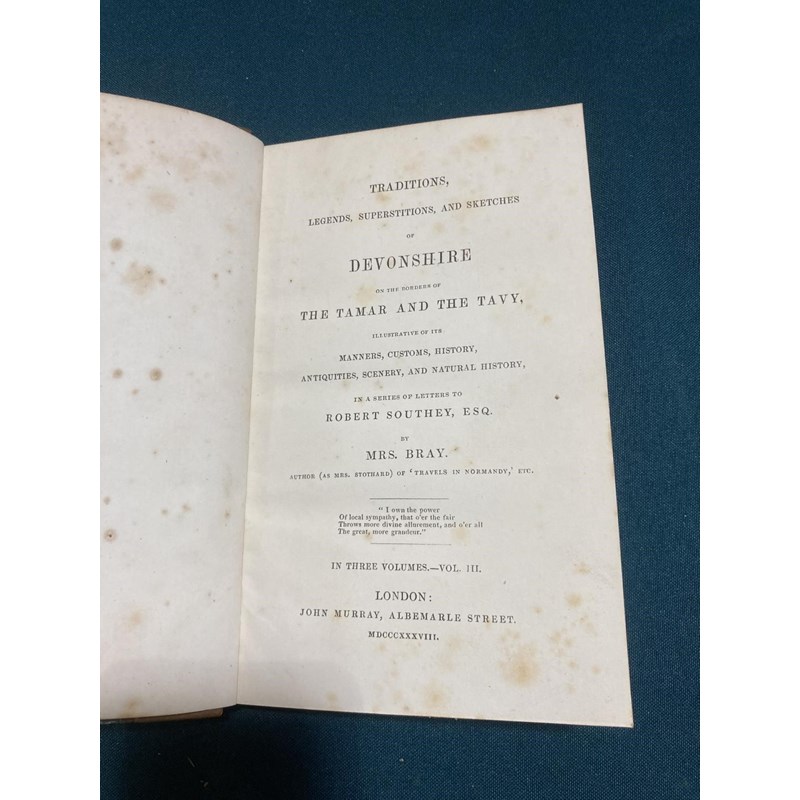 TRADITIONS,
LEGENDS, SUPERSTITIONS, AND SKETCHES
OF
DEVONSHIRE
ON THE BORDERS OF
THE TAMAR AND THE TAVY,
ILLUSTRATIVE OF ITS
MANNERS, CUSTOMS, HISTORY,
ANTIQUITIES, SCENERY, AND NATURAL HISTORY,
IN A SERIES OF LETTERS TO
ROBERT SOUTHEY, ESQ.
BY
MRS. BRAY.
AUTHOR (AS MRS. STOTHARD) OF ‘TRAVELS IN NORMANDY,’ ETC.
“ I own the power
Of local sympathy, that o'er the fair
Throws more divine allurement, and o'er all
The great, more grandeur.”
IN THREE VOLUMES.—VOL. III.
LONDON:
JOHN MURRAY, ALBEMARLE STREET.
MDCCCXXXVIII.